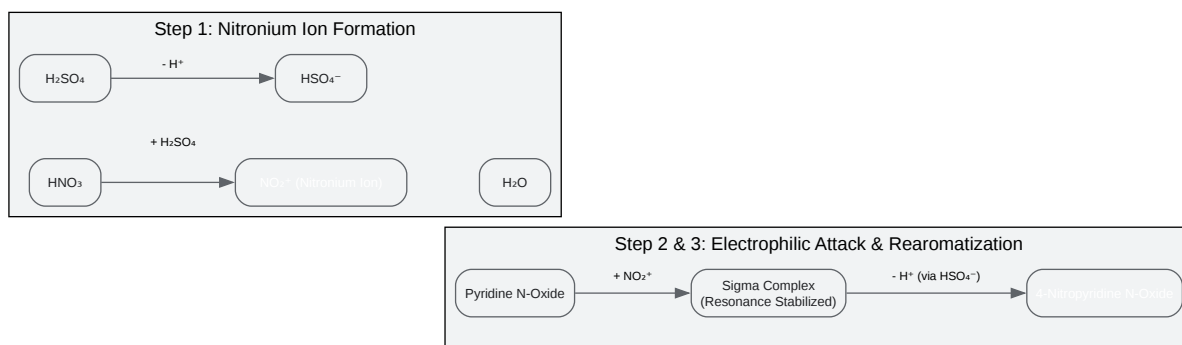 Step 1: Nitronium Ion Formation
H₂SO₄
- H⁺
HSO₄⁻
+ H₂SO₄
HNO₃
NO₂⁺ (Nitronium Ion)
H₂O
Step 2 & 3: Electrophilic Attack & Rearomatization
Pyridine N-Oxide
+ NO₂⁺
Sigma Complex
(Resonance Stabilized)
- H⁺ (via HSO₄⁻)
4-Nitropyridine N-Oxide